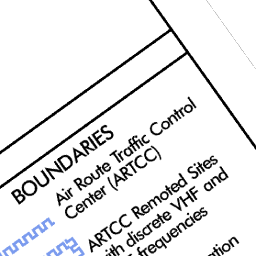 BOUNDARIES
Air Route Traffic Control
Center (ARTCC)
ARTCC Remoted Sites
with discrete VHF and
frequencies